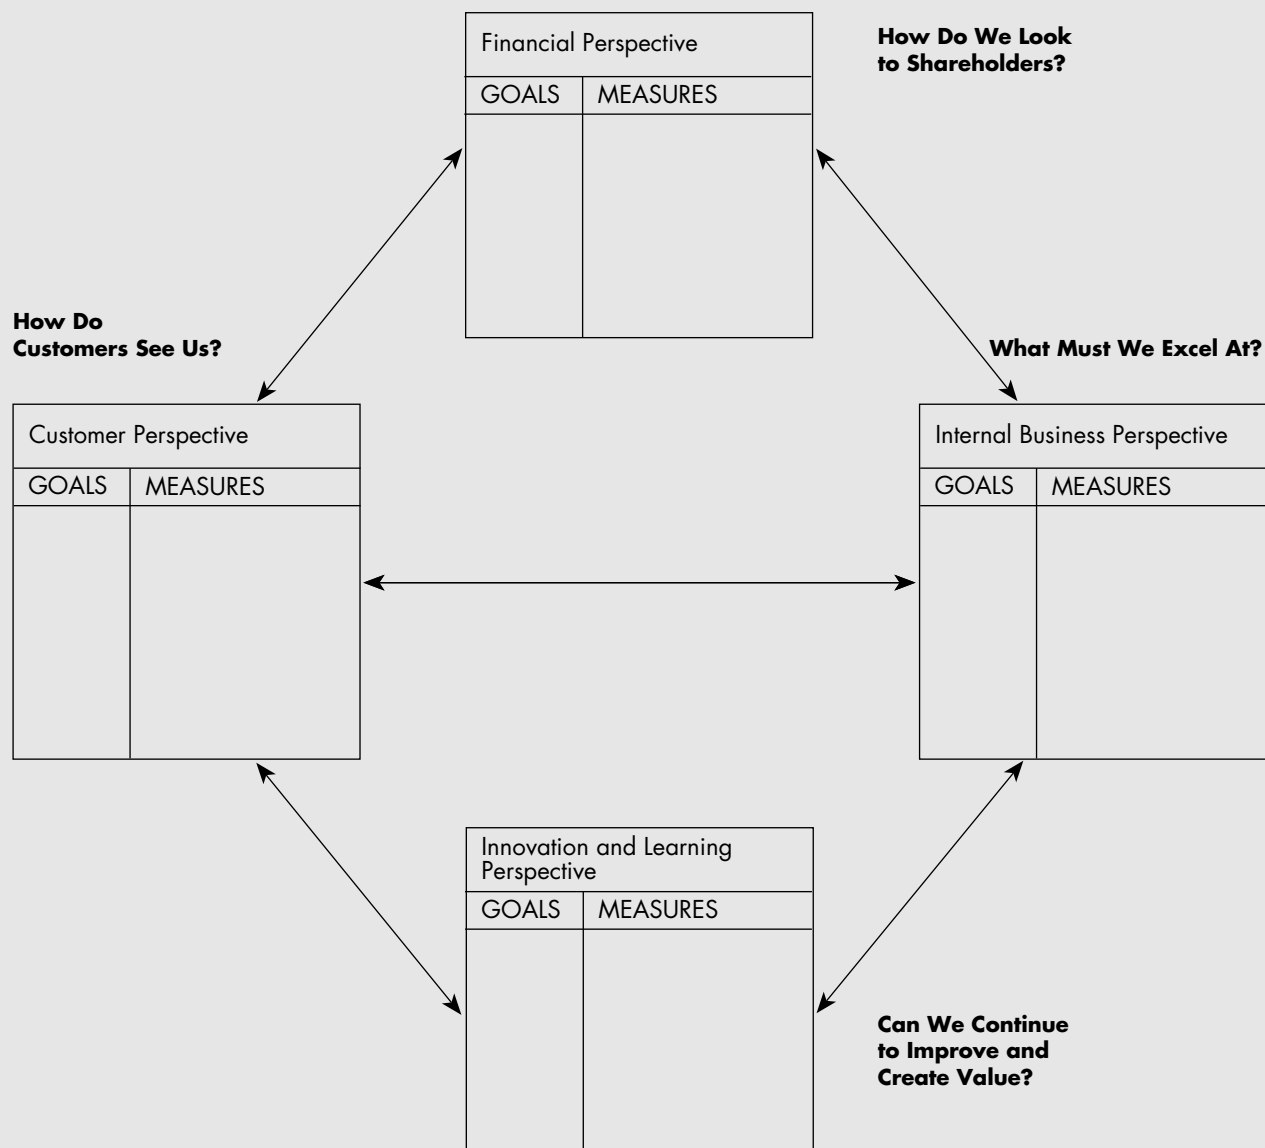 Financial Perspective
GOALS MEASURES
How Do We Look
to Shareholders?
How Do
Customers See Us?
What Must We Excel At?
Customer Perspective
GOALS MEASURES
Internal Business Perspective
GOALS MEASURES
Innovation and Learning
Perspective
GOALS MEASURES
Can We Continue
to Improve and
Create Value?